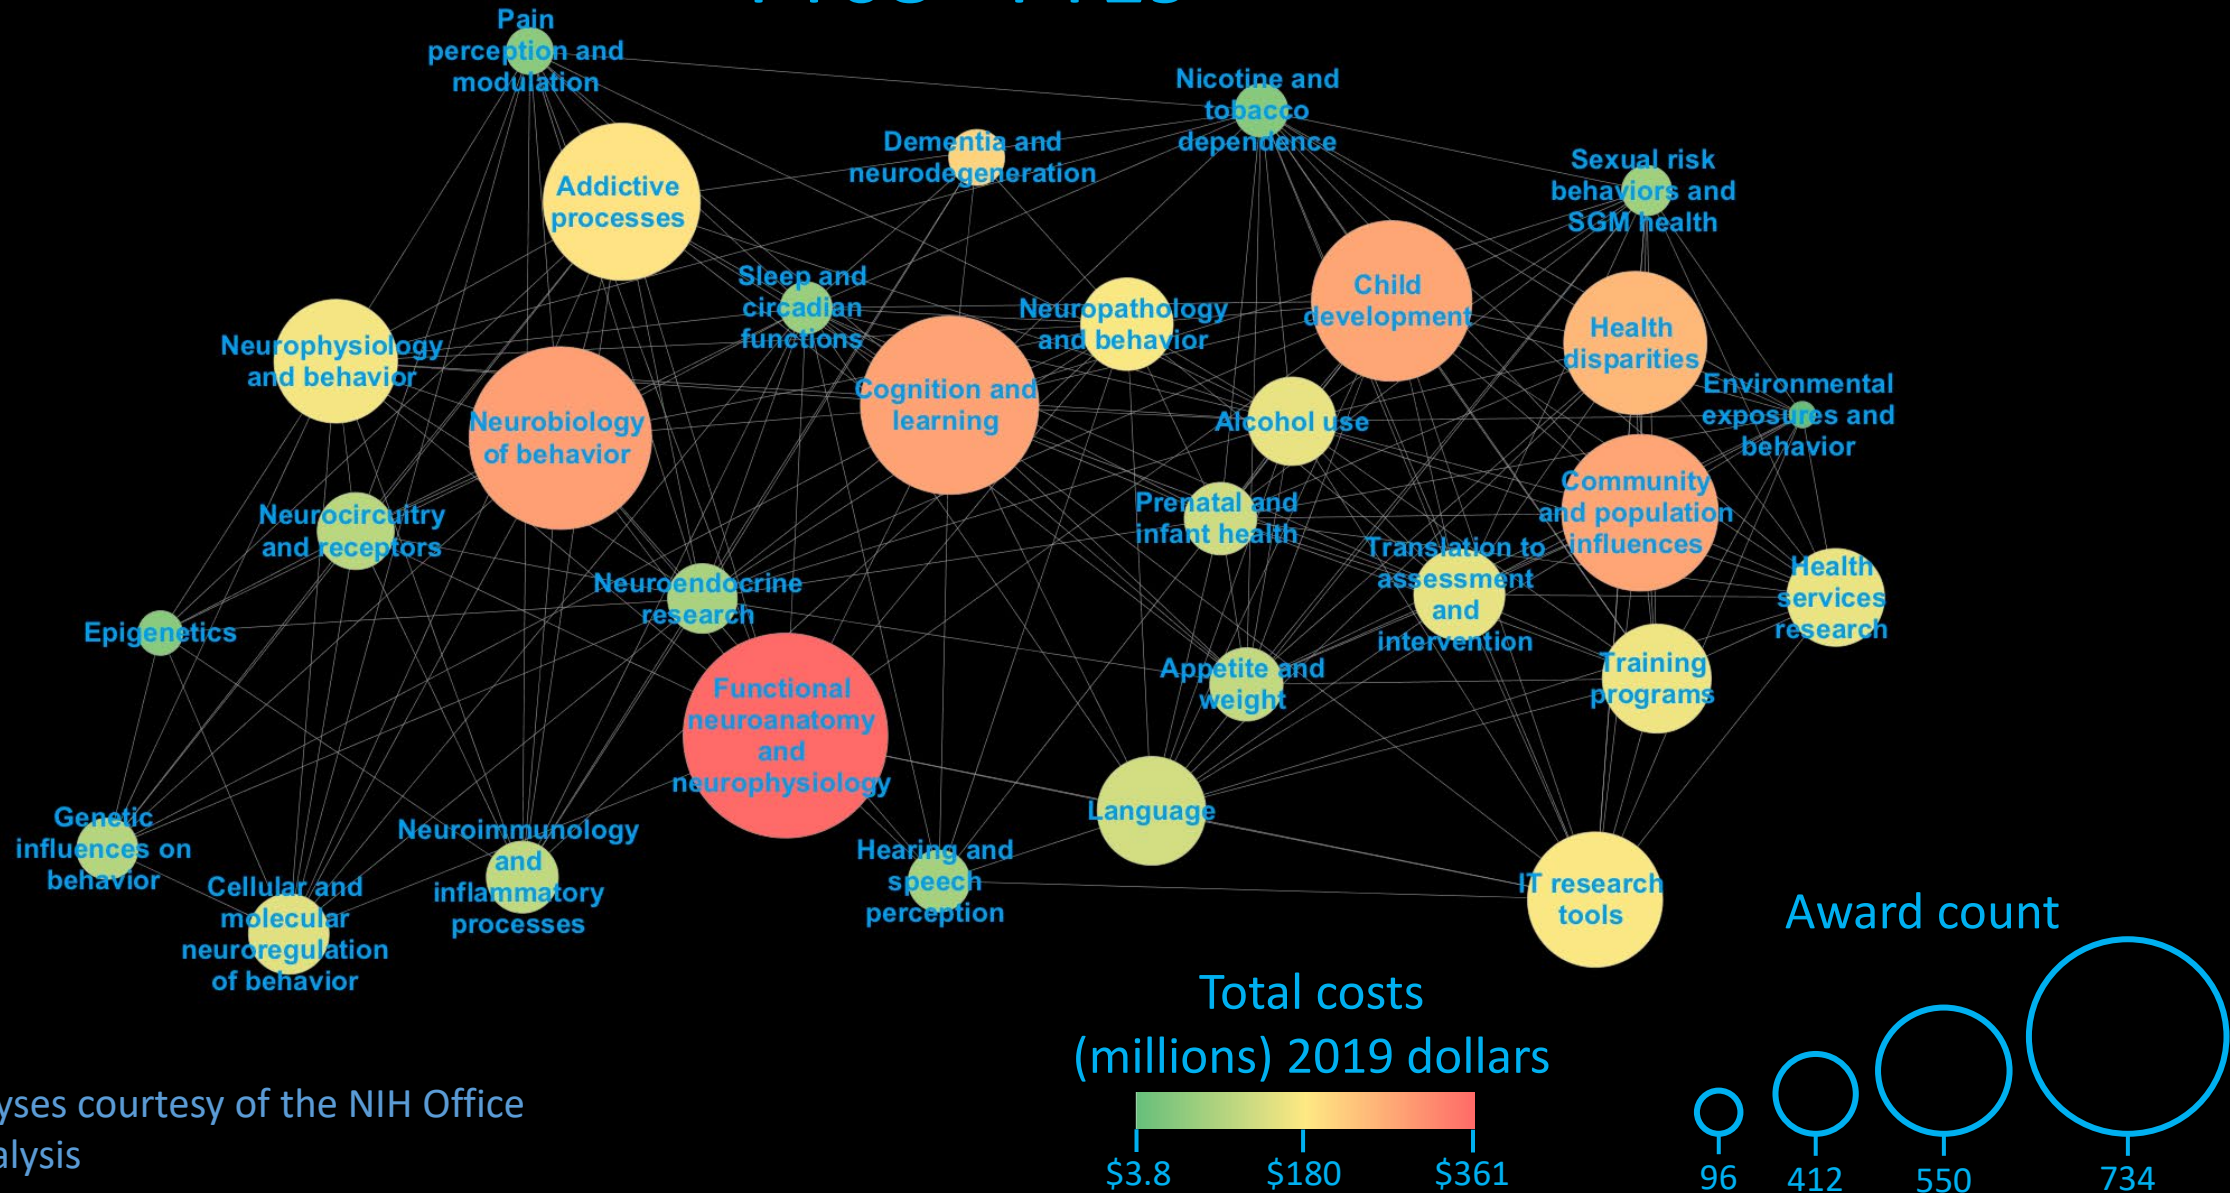 Pain
perception and
modulation
Nicotine and
tobacco
dependence
Dementia and
neurodegeneration
Sexual risk
behaviors and
SGM health
Addictive
processes
Sleep and
circadian
functions
Neuropathology
and behavior
Child
development
Health
disparities
Neurophysiology
and behavior
Cognition and
learning
Neurobiology
of behavior
Alcohol use
Environmental
exposures and
behavior
Community
and population
influences
Neurocircuitry
and receptors
Prenatal and
infant health
Translation to
assessment
and
intervention
Health
services
research
Neuroendocrine
research
Epigenetics
Appetite and
weight
Training
programs
Functional
neuroanatomy
and
neurophysiology
Language
Genetic
influences on
behavior
Cellular and
molecular
neuroregulation
of behavior
Neuroimmunology
and
inflammatory
processes
Hearing and
speech
perception
IT research
tools
Award count
96 412 550 734
Total costs
(millions) 2019 dollars
$3.8 $180 $361
courtesy of the NIH Office